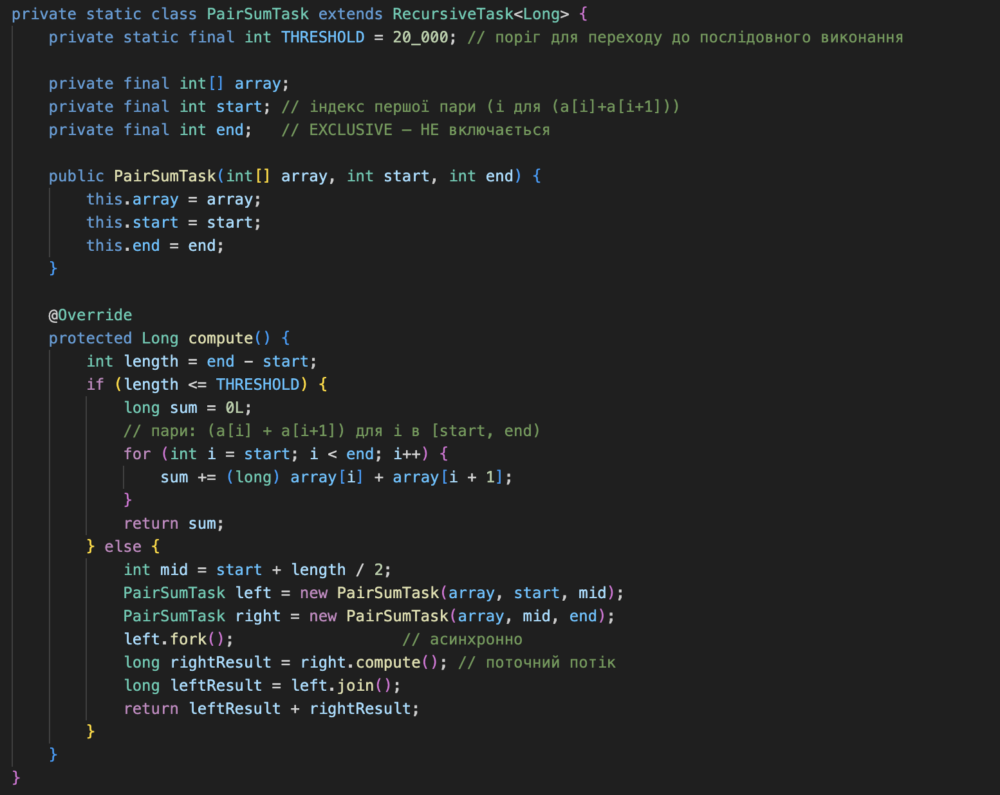 private static class PairSumTask extends RecursiveTask<Long> {
    private static final int THRESHOLD = 20_000; // поріг для переходу до послідовного виконання

    private final int[] array;
    private final int start; // індекс першої пари (i для (a[i]+a[i+1]))
    private final int end;   // EXCLUSIVE — НЕ включається

    public PairSumTask(int[] array, int start, int end) {
        this.array = array;
        this.start = start;
        this.end = end;
    }

    @Override
    protected Long compute() {
        int length = end - start;
        if (length <= THRESHOLD) {
            long sum = 0L;
            // пари: (a[i] + a[i+1]) для i в [start, end)
            for (int i = start; i < end; i++) {
                sum += (long) array[i] + array[i + 1];
            }
            return sum;
        } else {
            int mid = start + length / 2;
            PairSumTask left = new PairSumTask(array, start, mid);
            PairSumTask right = new PairSumTask(array, mid, end);
            left.fork();                  // асинхронно
            long rightResult = right.compute(); // поточний потік
            long leftResult = left.join();
            return leftResult + rightResult;
        }
    }
}